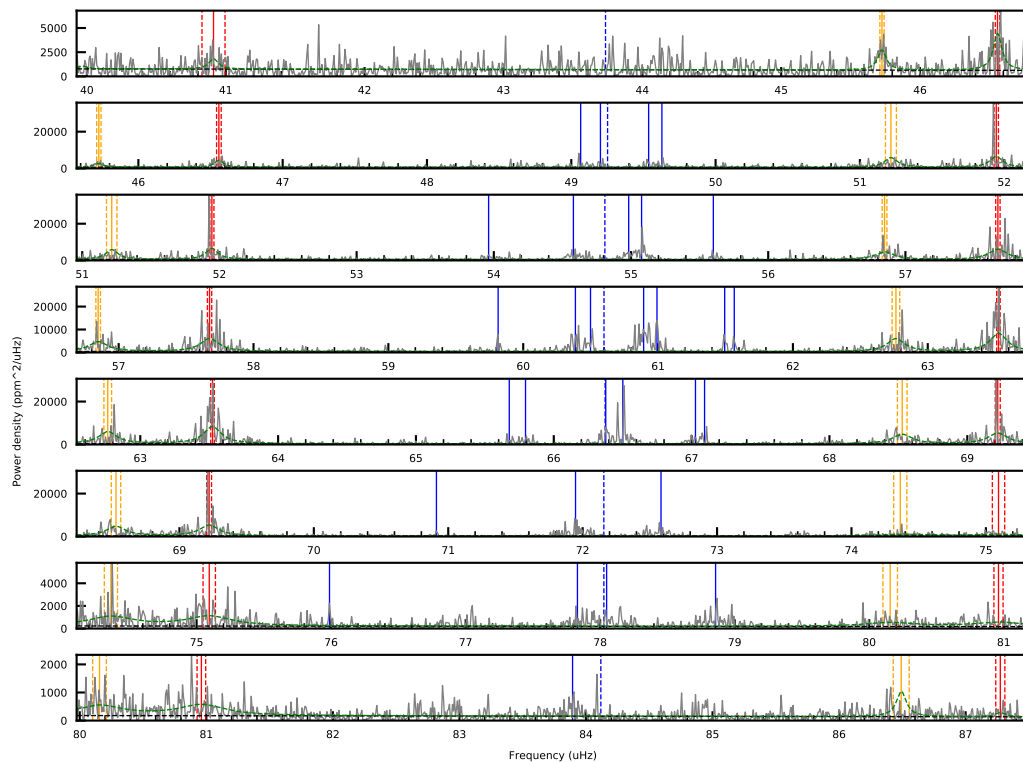 5000
2500
0
40 41 42 43 44 45 46
20000
0
46 47 48 49 50 51 52
20000
0
51 52 53 54 55 56 57
20000
10000
0
57 58 59 60 61 62 63
20000
0
63 64 65 66 67 68 69
20000
0
69 70 71 72 73 74 75
4000
2000
0
75 76 77 78 79 80 81
2000
1000
0
80 81 82 83 84 85 86 87
Power density (ppm^2/uHz)
Frequency (uHz)